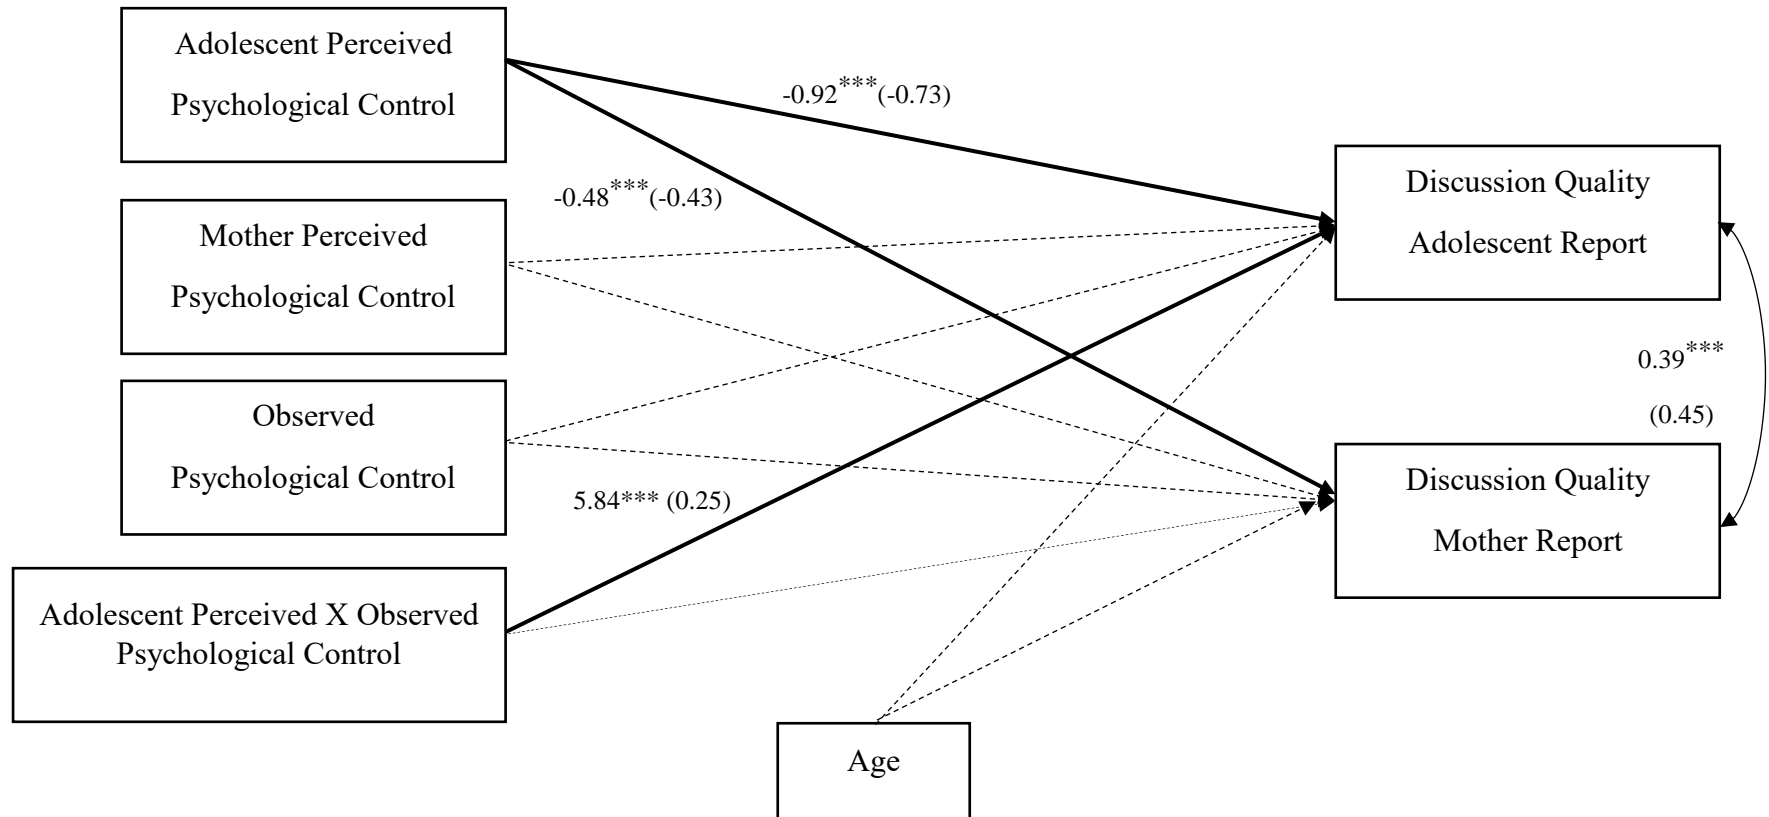 Adolescent Perceived
Psychological Control
-0.92***(-0.73)
-0.48***(-0.43)
Mother Perceived
Psychological Control
Observed
Psychological Control
5.84*** (0.25)
Adolescent Perceived X Observed
Psychological Control
Age
Discussion Quality
Adolescent Report
0.39***
(0.45)
Discussion Quality
Mother Report